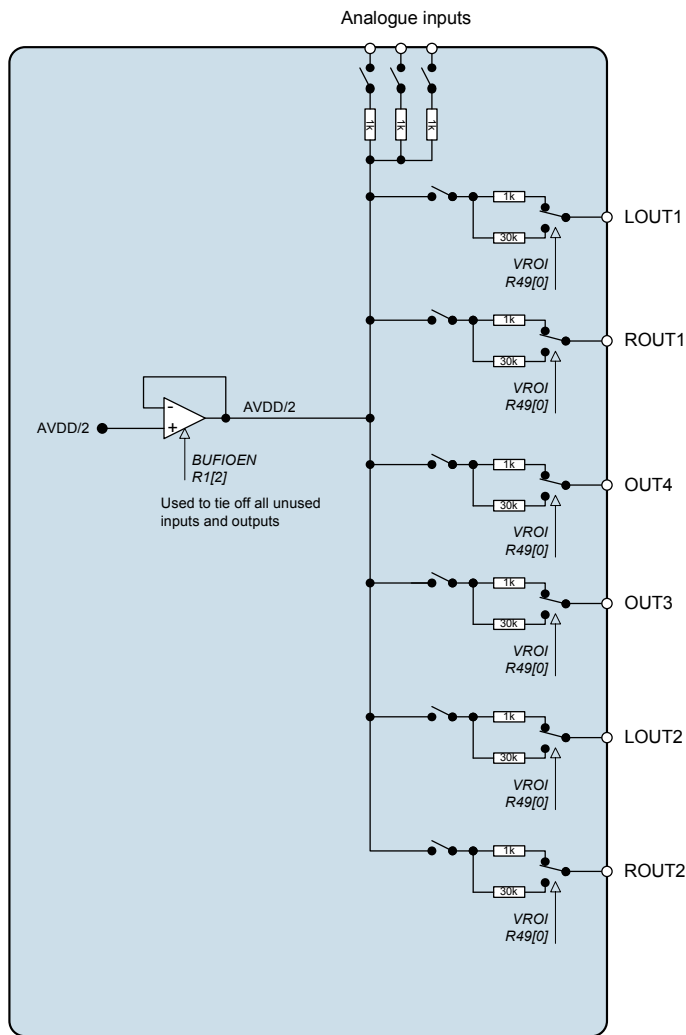 Analogue inputs
1k 1k 1k
1k
LOUT1
30k
VROI
R49[0]
1k
ROUT1
30k
VROI
R49[0]
-
AVDD/2
AVDD/2
+
BUFIOEN
R1[2]
Used to tie off all unused
inputs and outputs
1k
OUT4
30k
VROI
R49[0]
1k
OUT3
30k
VROI
R49[0]
1k
LOUT2
30k
VROI
R49[0]
1k
ROUT2
30k
VROI
R49[0]